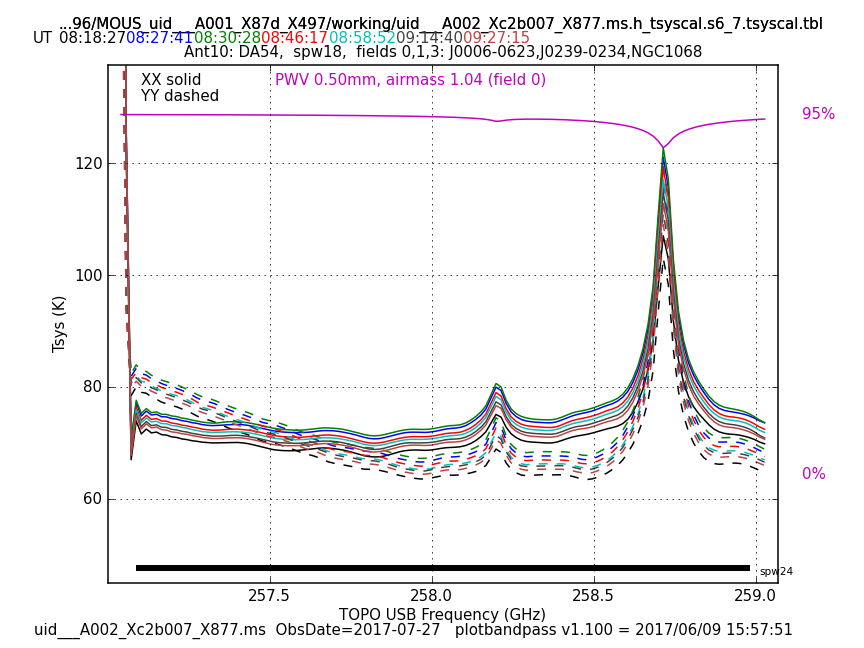 ...96/MOUS_uid___A001_X87d_X497/working/uid___A002_Xc2b007_X877.ms.h_tsyscal.s6_7.tsyscal.tbl
UT 08:18:27 08:27:41 08:30:28 08:46:17 08:58:52 09:14:40 09:27:15
Ant10: DA54, spw18, fields 0,1,3: J0006-0623,J0239-0234,NGC1068
XX solid
PWV 0.50mm, airmass 1.04 (field 0)
YY dashed
95%
120
100
Tsys (K)
80
0%
60
spw24
257.5 258.0 258.5 259.0
TOPO USB Frequency (GHz)
uid___A002_Xc2b007_X877.ms ObsDate=2017-07-27 plotbandpass v1.100 = 2017/06/09 15:57:51